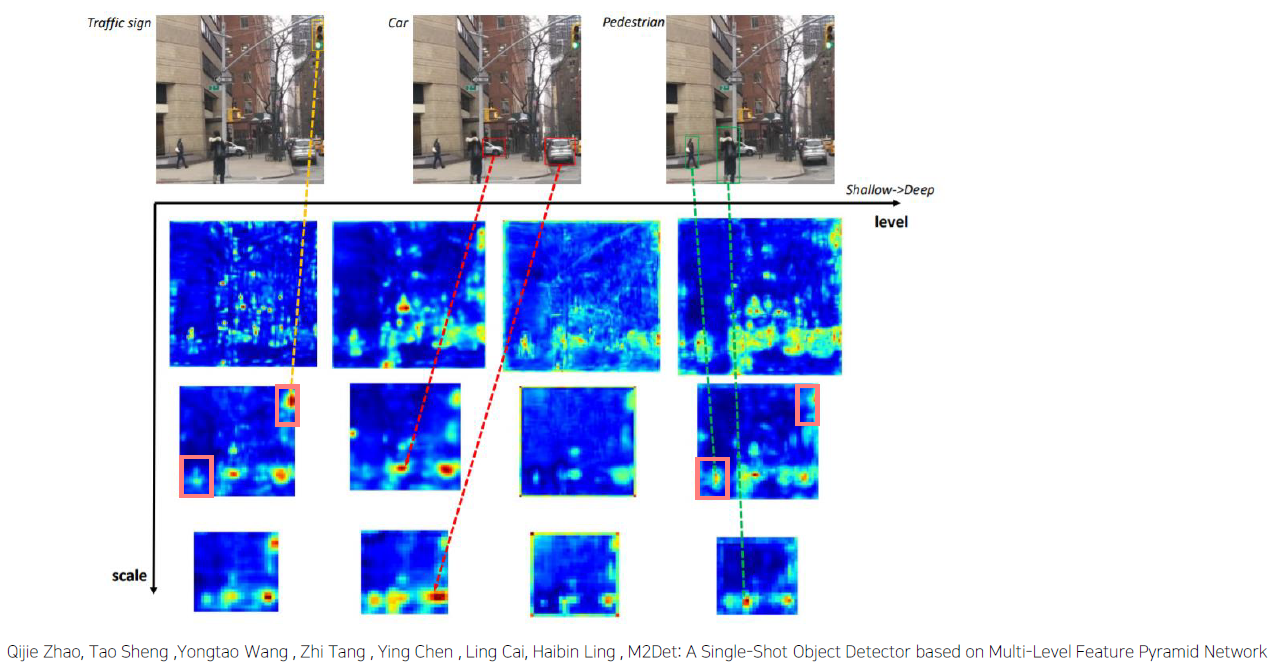 Traffic sign
Car
Pedestrian
Shallow->Deep
level
scale
Qijie Zhao, Tao Sheng ,Yongtao Wang , Zhi Tang , Ying Chen , Ling Cai, Haibin Ling , M2Det: A Single-Shot Object Detector based on Multi-Level Feature Pyramid Network